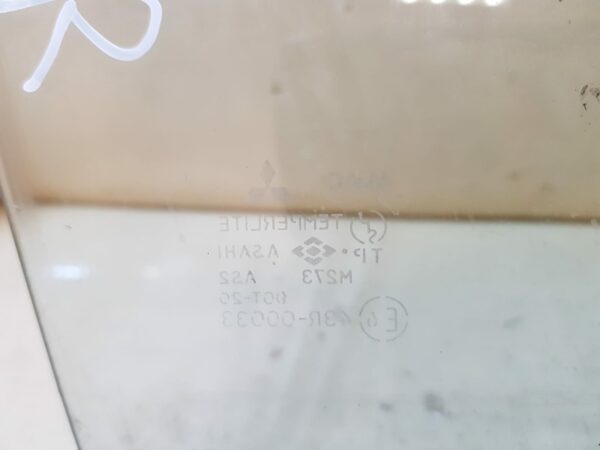 TEMPERLITE
TP. ASAHI
M273 AS2
DOT-20
E6 43R-00033